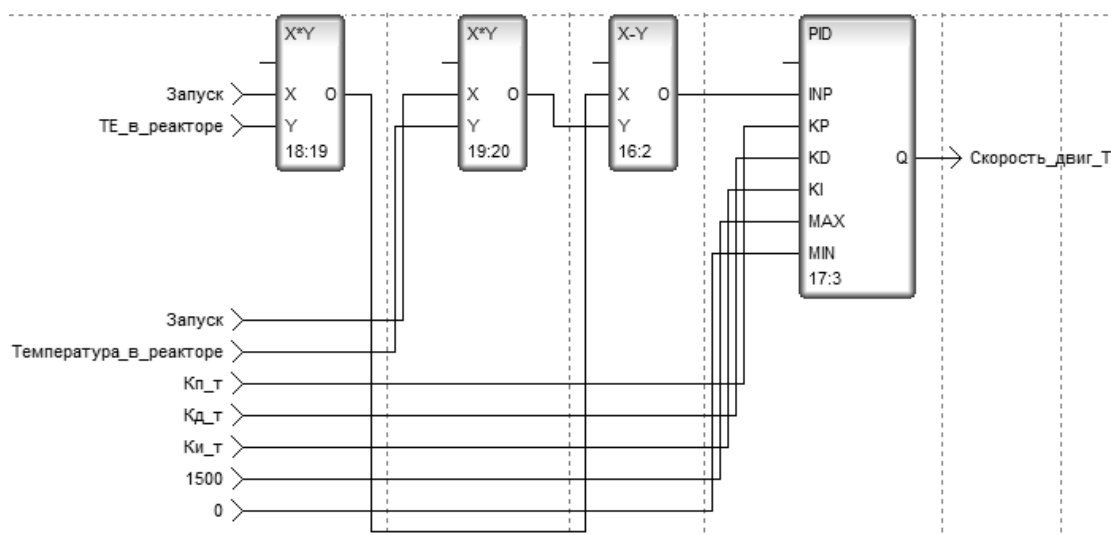 X*Y
X O
Y
18:19
X*Y
X O
Y
19:20
X-Y
X O
Y
16:2
PID
INP
KP
KD Q
KI
MAX
MIN
17:3
Запуск
TE_в_реакторе
Скорость_двиг_Т
Запуск
Температура_в_реакторе
Кп_т
Кд_т
Ки_т
1500
0